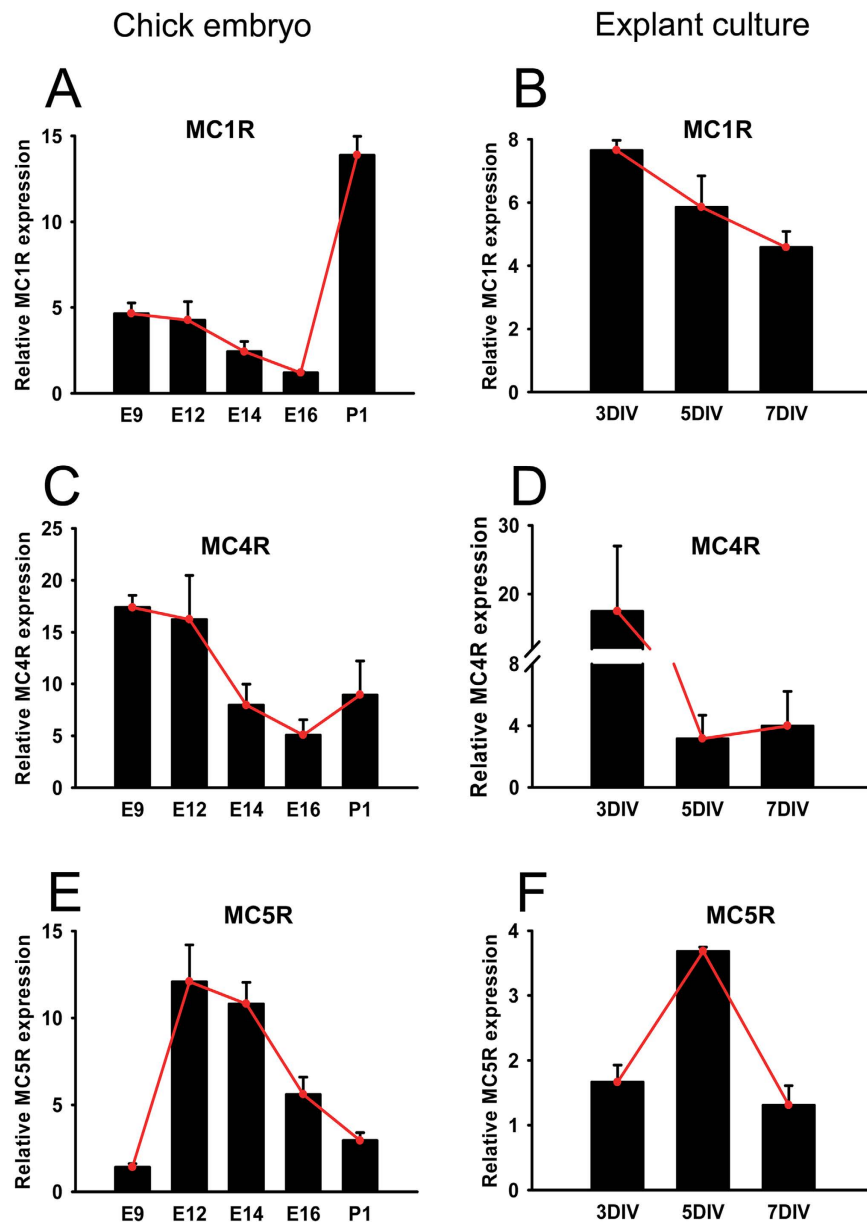 Chick embryo
Explant culture
A
MC1R
Relative MC1R expression
15
10
5
0
E9 E12 E14 E16 P1
B
MC1R
Relative MC1R expression
8
6
4
2
0
3DIV 5DIV 7DIV
C
MC4R
Relative MC4R expression
25
20
15
10
5
0
E9 E12 E14 E16 P1
D
MC4R
Relative MC4R expression
30
20
8
4
0
3DIV 5DIV 7DIV
E
MC5R
Relative MC5R expression
15
10
5
0
E9 E12 E14 E16 P1
F
MC5R
Relative MC5R expression
4
3
2
1
0
3DIV 5DIV 7DIV